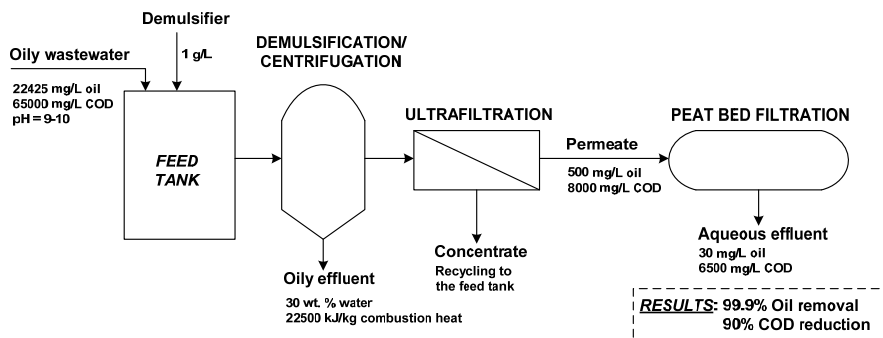 Demulsifier
1 g/L
Oily wastewater
22425 mg/L oil
65000 mg/L COD
pH = 9-10
FEED
TANK
DEMULSIFICATION/
CENTRIFUGATION
Oily effluent
30 wt. % water
22500 kJ/kg combustion heat
ULTRAFILTRATION
Concentrate
Recycling to
the feed tank
Permeate
500 mg/L oil
8000 mg/L COD
PEAT BED FILTRATION
Aqueous effluent
30 mg/L oil
6500 mg/L COD
RESULTS: 99.9% Oil removal
90% COD reduction